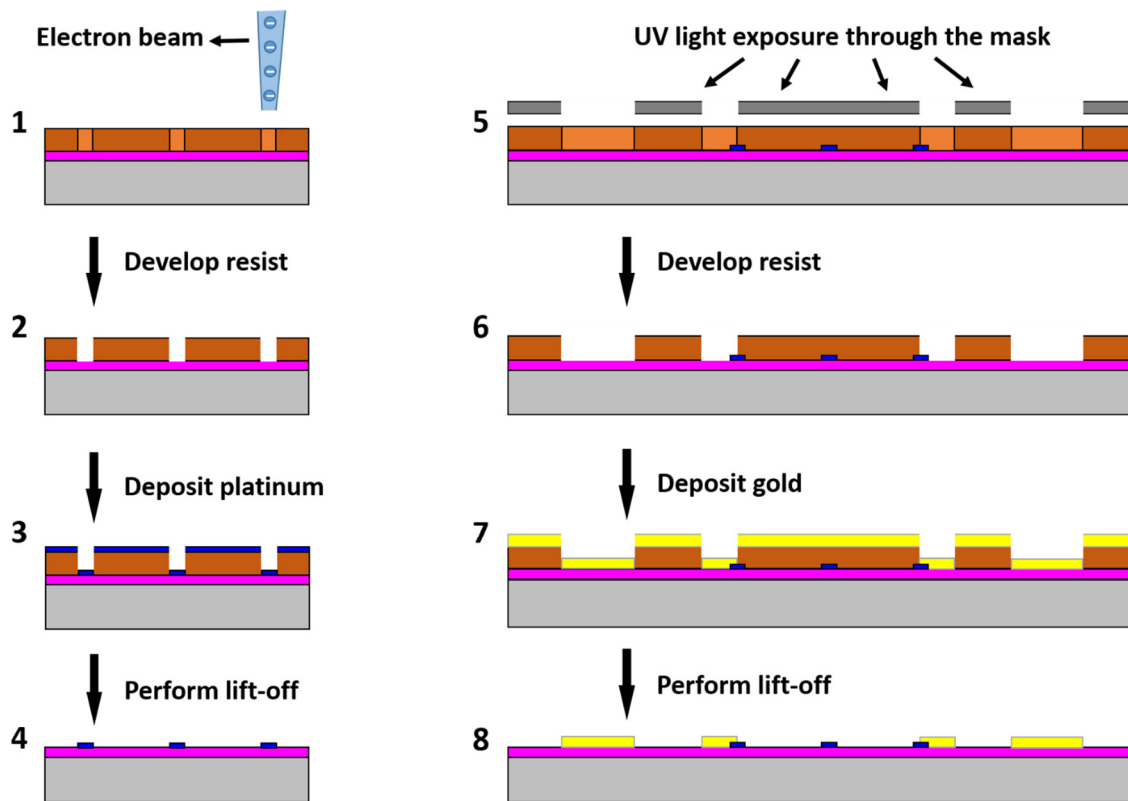 Electron beam
1
Develop resist
2
Deposit platinum
3
Perform lift-off
4
UV light exposure through the mask
5
Develop resist
6
Deposit gold
7
Perform lift-off
8